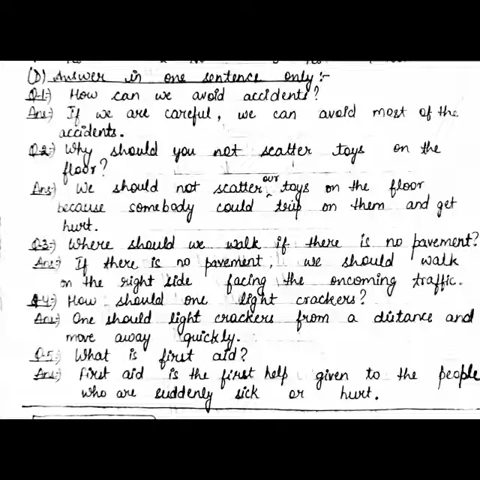 (D) Answer in one sentence only:-
Q.1:) How can we avoid accidents?
Ans:) If we are careful, we can avoid most of the
accidents.
Q.2:) Why should you not scatter toys on the
floor?
Ans:) We should not scatter our toys on the floor
because somebody could trip on them and get
hurt.
Q.3:) Where should we walk if there is no pavement?
Ans:) If there is no pavement, we should walk
on the right side facing the oncoming traffic.
Q.4:) How should one light crackers?
Ans:) One should light crackers from a distance and
move away quickly.
Q.5:) What is first aid?
Ans:) First aid is the first help given to the people
who are suddenly sick or hurt.